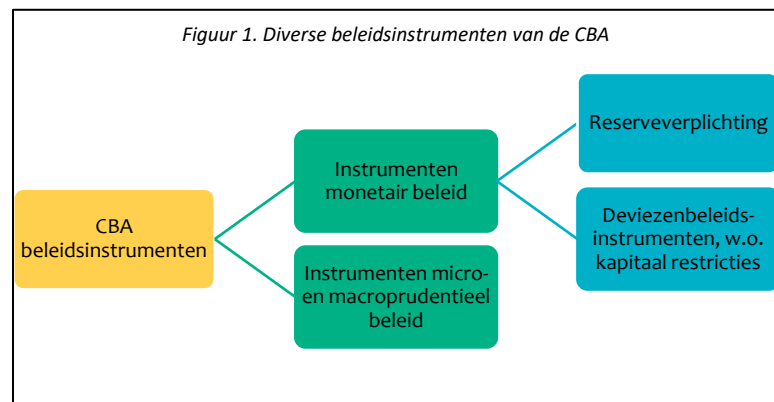 Figuur 1. Diverse beleidsinstrumenten van de CBA
Reserveverplichting
Instrumenten
monetair beleid
CBA
beleidsinstrumenten
Deviezenbeleids-
instrumenten, w.o.
kapitaal restricties
Instrumenten micro-
en macroprudentieel
beleid